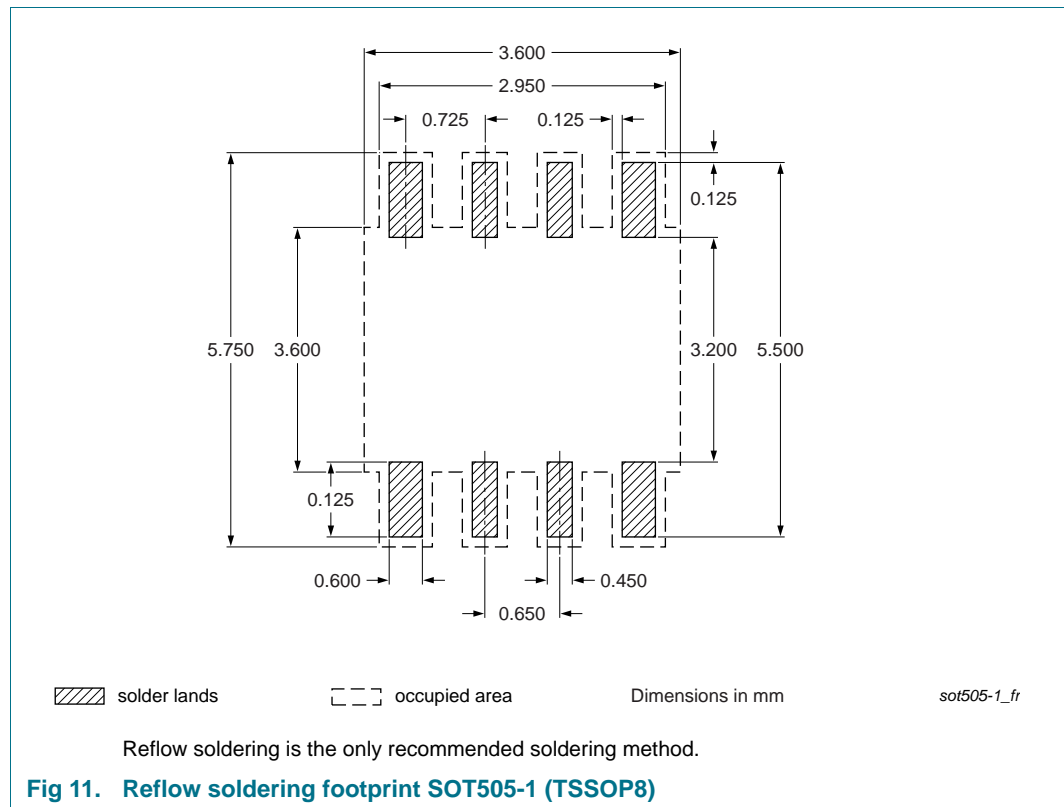 3.600
2.950
0.725 0.125
0.125
5.750 3.600 3.200 5.500
0.125
0.600 0.450
0.650
solder lands occupied area Dimensions in mm sot505-1_fr
Reflow soldering is the only recommended soldering method.
Fig 11. Reflow soldering footprint SOT505-1 (TSSOP8)